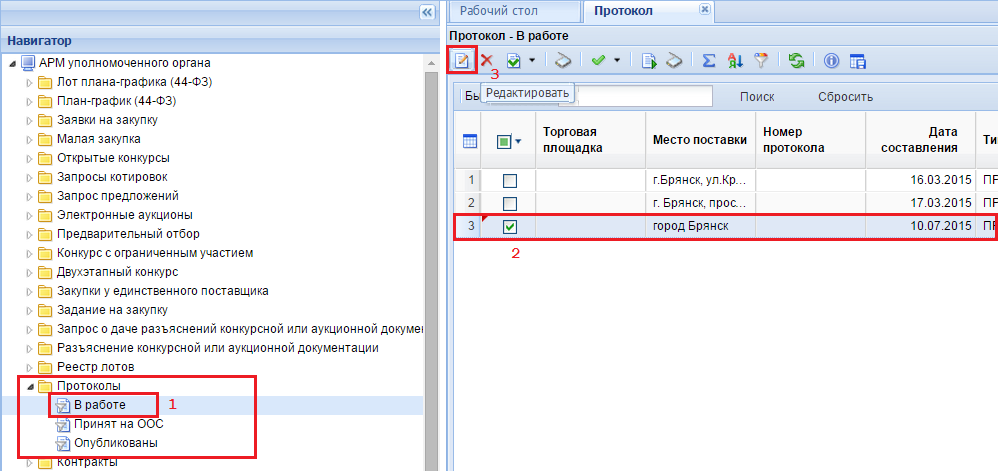 Навигатор
АРМ уполномоченного органа
Лот плана-графика (44-ФЗ)
План-график (44-ФЗ)
Заявки на закупку
Малая закупка
Открытые конкурсы
Запросы котировок
Запрос предложений
Электронные аукционы
Предварительный отбор
Конкурс с ограниченным участием
Двухэтапный конкурс
Закупки у единственного поставщика
Задание на закупку
Запрос о даче разъяснений конкурсной или аукционной докумен
Разъяснение конкурсной или аукционной документации
Реестр лотов
Протоколы
В работе 1
Принят на ООС
Опубликованы
Контракты
Рабочий стол Протокол
Протокол - В работе
3
Редактировать
Бы Поиск Сбросить
Торговая площадка Место поставки Номер протокола Дата составления Ти
1 г.Брянск, ул.Кр... 16.03.2015 ПР
2 г. Брянск, прос... 17.03.2015 ПР
3 город Брянск 10.07.2015 ПР
2